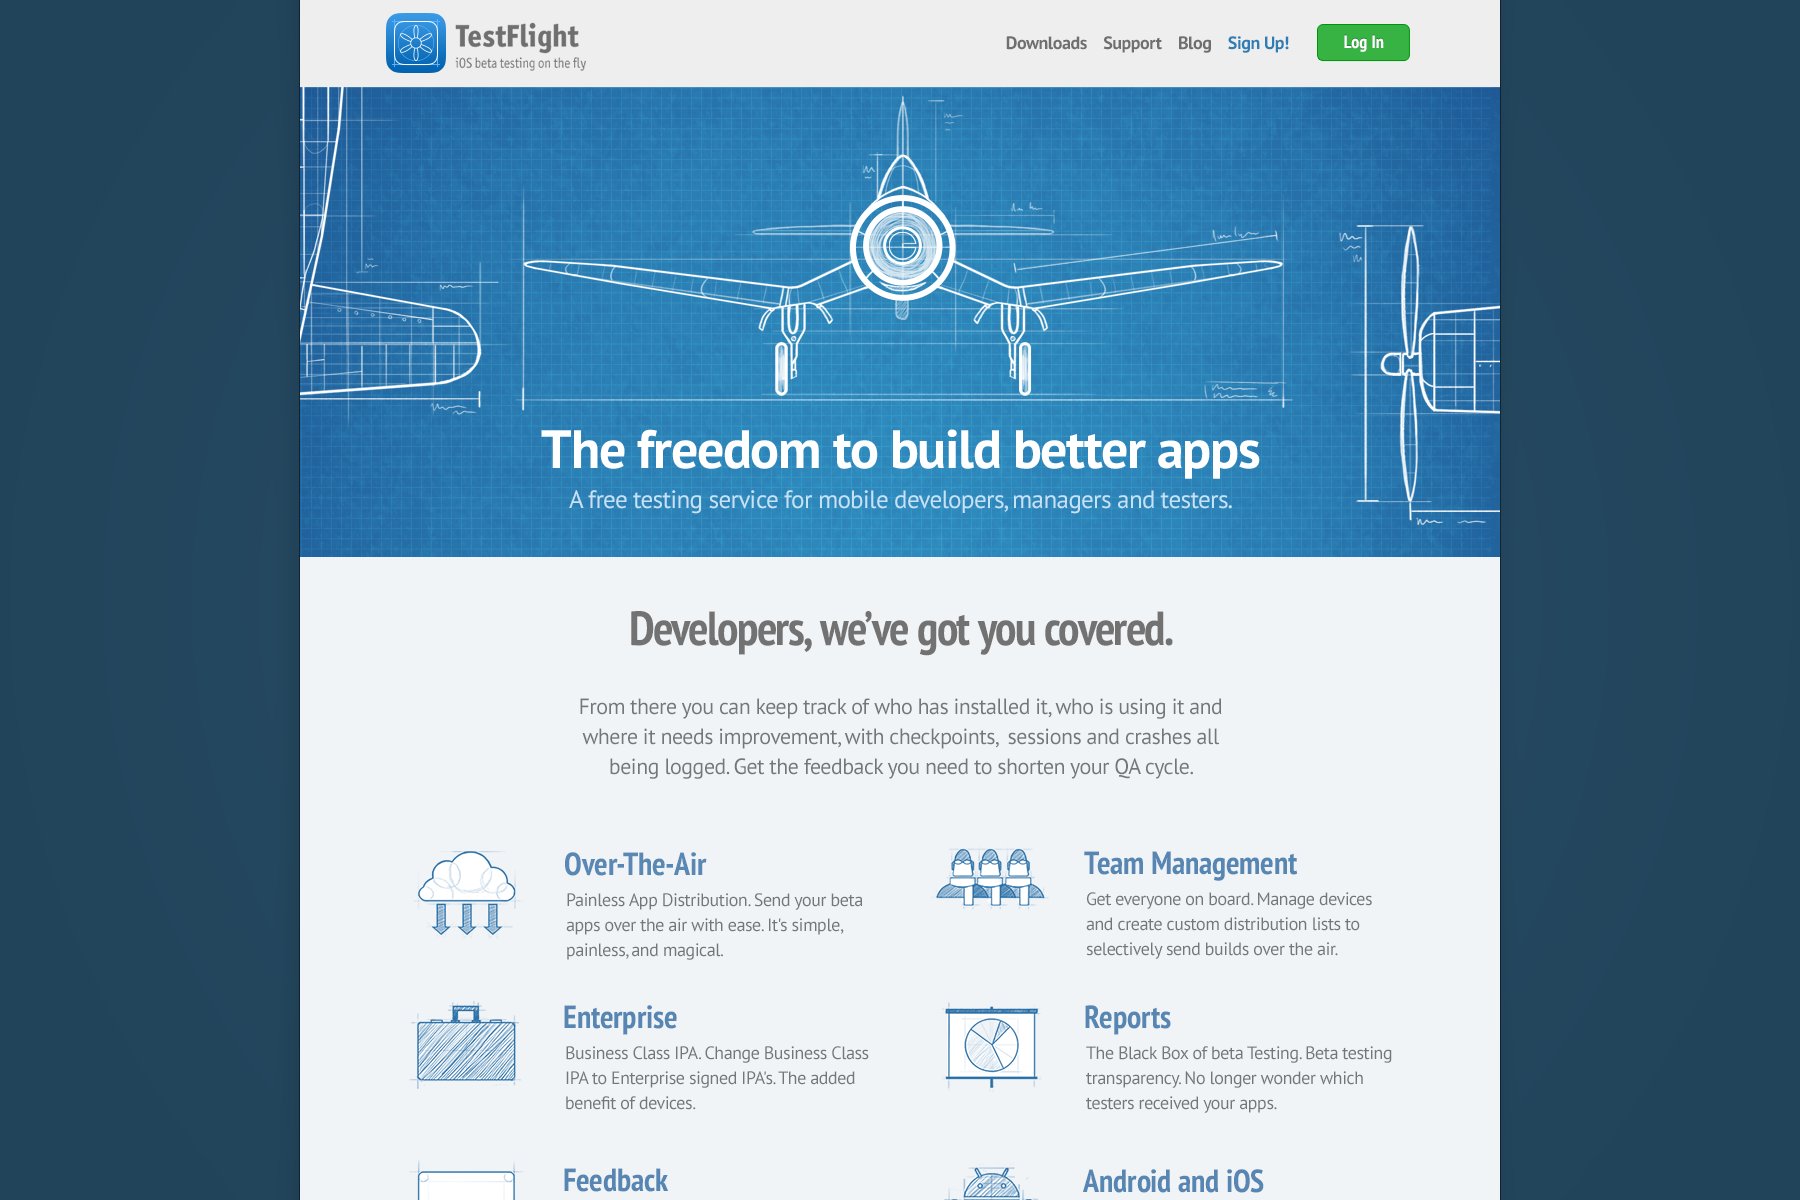 TestFlight
iOS beta testing on the fly
Downloads Support Blog Sign Up! Log In
The freedom to build better apps
A free testing service for mobile developers, managers and testers.
Developers, we’ve got you covered.
From there you can keep track of who has installed it, who is using it and
where it needs improvement, with checkpoints, sessions and crashes all
being logged. Get the feedback you need to shorten your QA cycle.
Over-The-Air
Painless App Distribution. Send your beta
apps over the air with ease. It's simple,
painless, and magical.
Team Management
Get everyone on board. Manage devices
and create custom distribution lists to
selectively send builds over the air.
Enterprise
Business Class IPA. Change Business Class
IPA to Enterprise signed IPA's. The added
benefit of devices.
Reports
The Black Box of beta Testing. Beta testing
transparency. No longer wonder which
testers received your apps.
Feedback
Android and iOS